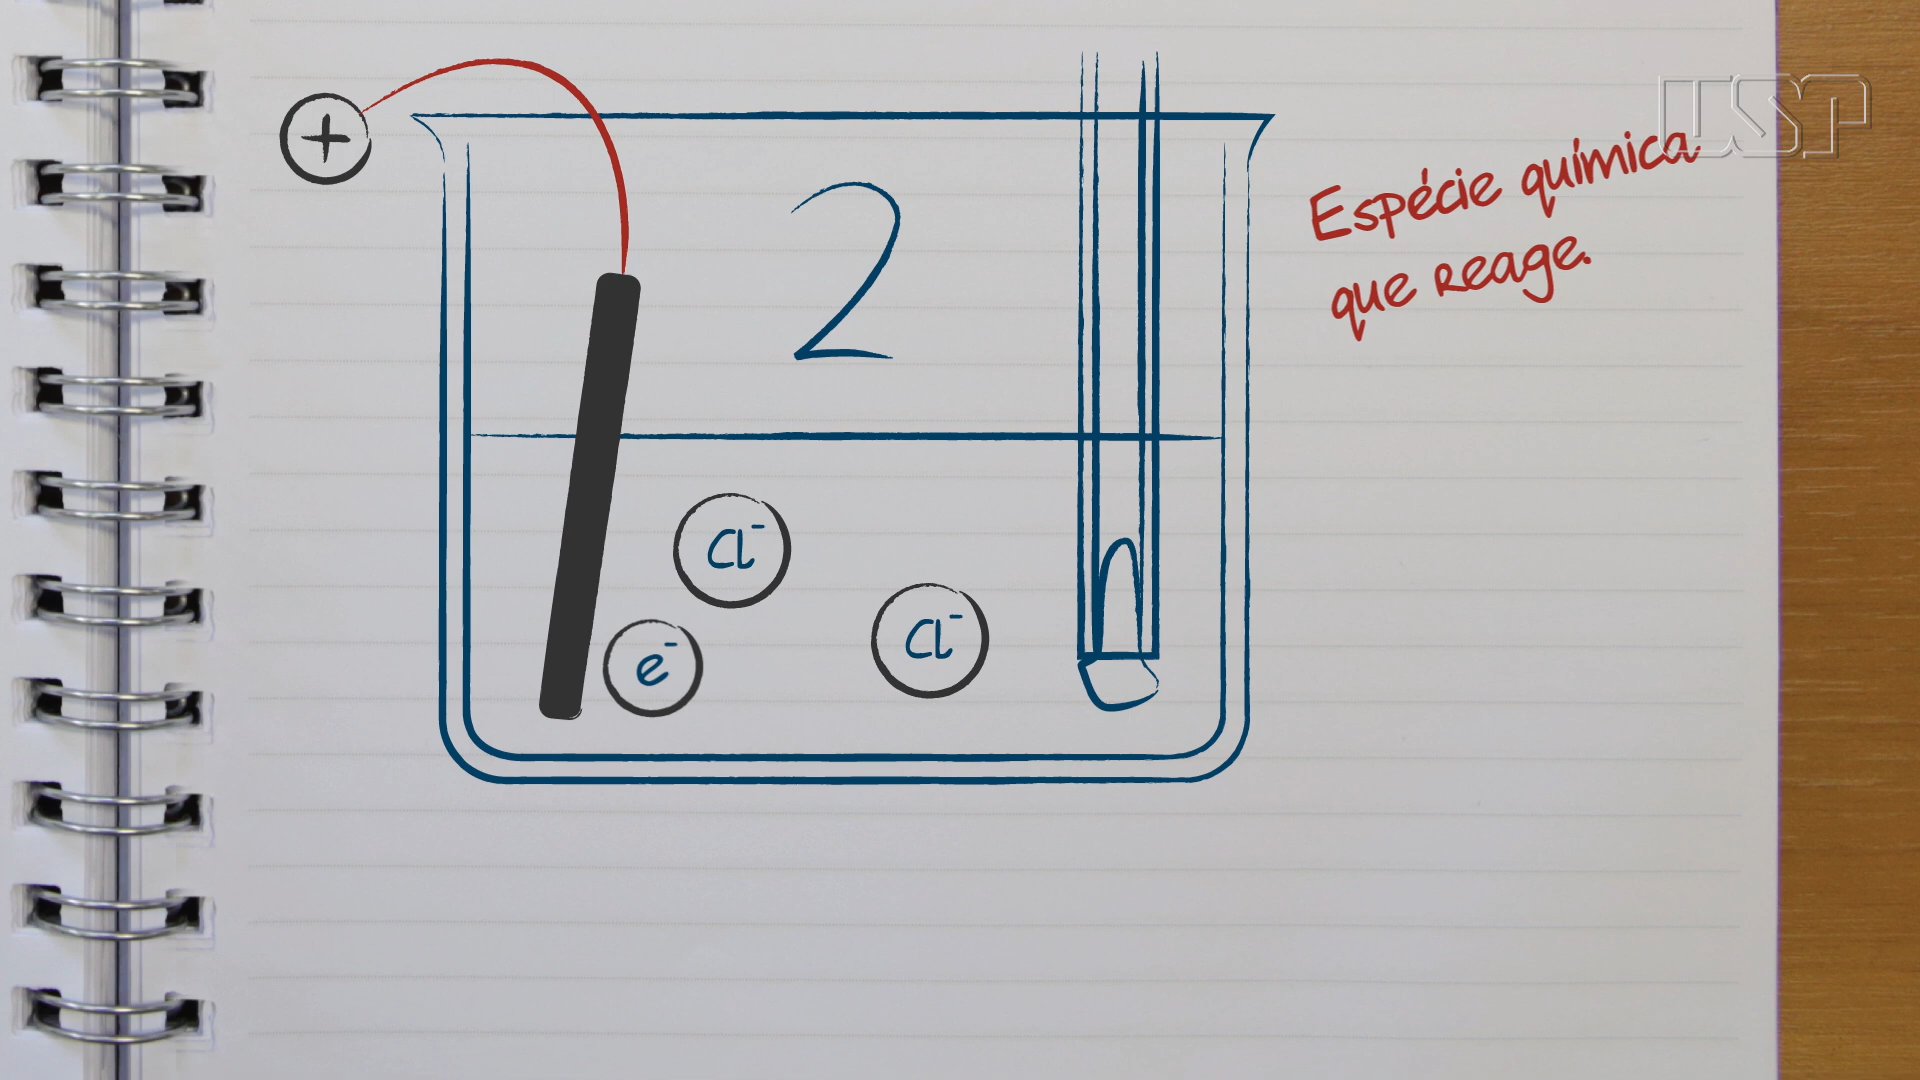 USP
+
2
Espécie química
que reage.
Cl⁻
Cl⁻
e⁻